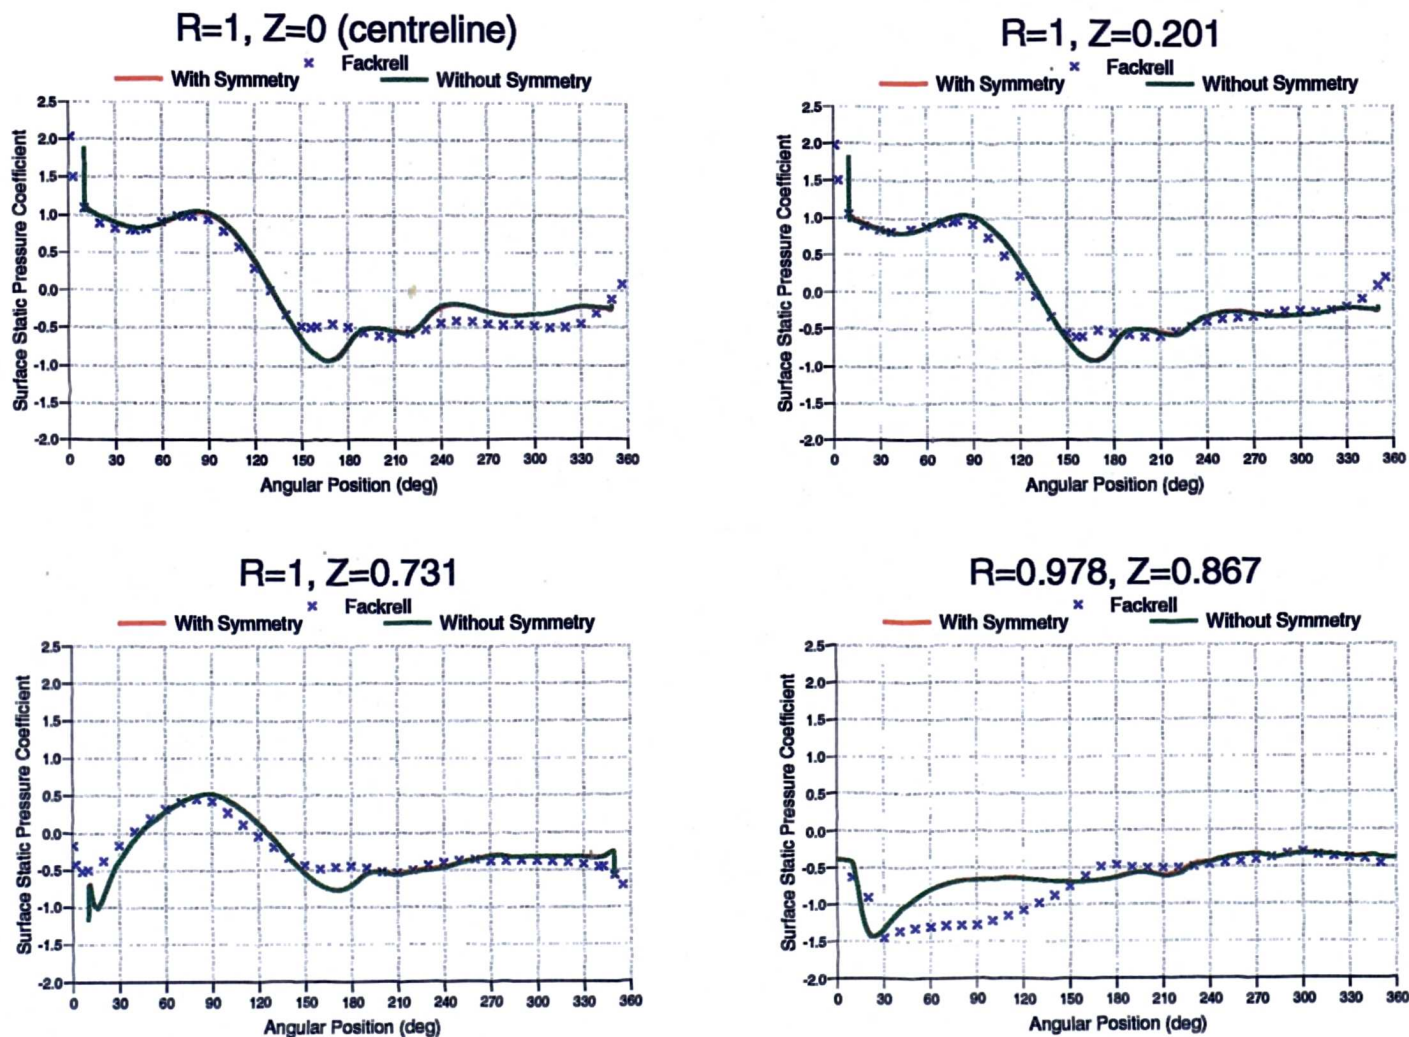 R=1, Z=0 (centreline)
× Fackrell
With Symmetry Without Symmetry
Surface Static Pressure Coefficient
2.5
2.0
1.5
1.0
0.5
0.0
-0.5
-1.0
-1.5
-2.0
0 30 60 90 120 150 180 210 240 270 300 330 360
Angular Position (deg)
R=1, Z=0.201
× Fackrell
With Symmetry Without Symmetry
Surface Static Pressure Coefficient
2.5
2.0
1.5
1.0
0.5
0.0
-0.5
-1.0
-1.5
-2.0
0 30 60 90 120 150 180 210 240 270 300 330 360
Angular Position (deg)
R=1, Z=0.731
× Fackrell
With Symmetry Without Symmetry
Surface Static Pressure Coefficient
2.5
2.0
1.5
1.0
0.5
0.0
-0.5
-1.0
-1.5
-2.0
0 30 60 90 120 150 180 210 240 270 300 330 360
Angular Position (deg)
R=0.978, Z=0.867
× Fackrell
With Symmetry Without Symmetry
Surface Static Pressure Coefficient
2.5
2.0
1.5
1.0
0.5
0.0
-0.5
-1.0
-1.5
-2.0
0 30 60 90 120 150 180 210 240 270 300 330 360
Angular Position (deg)